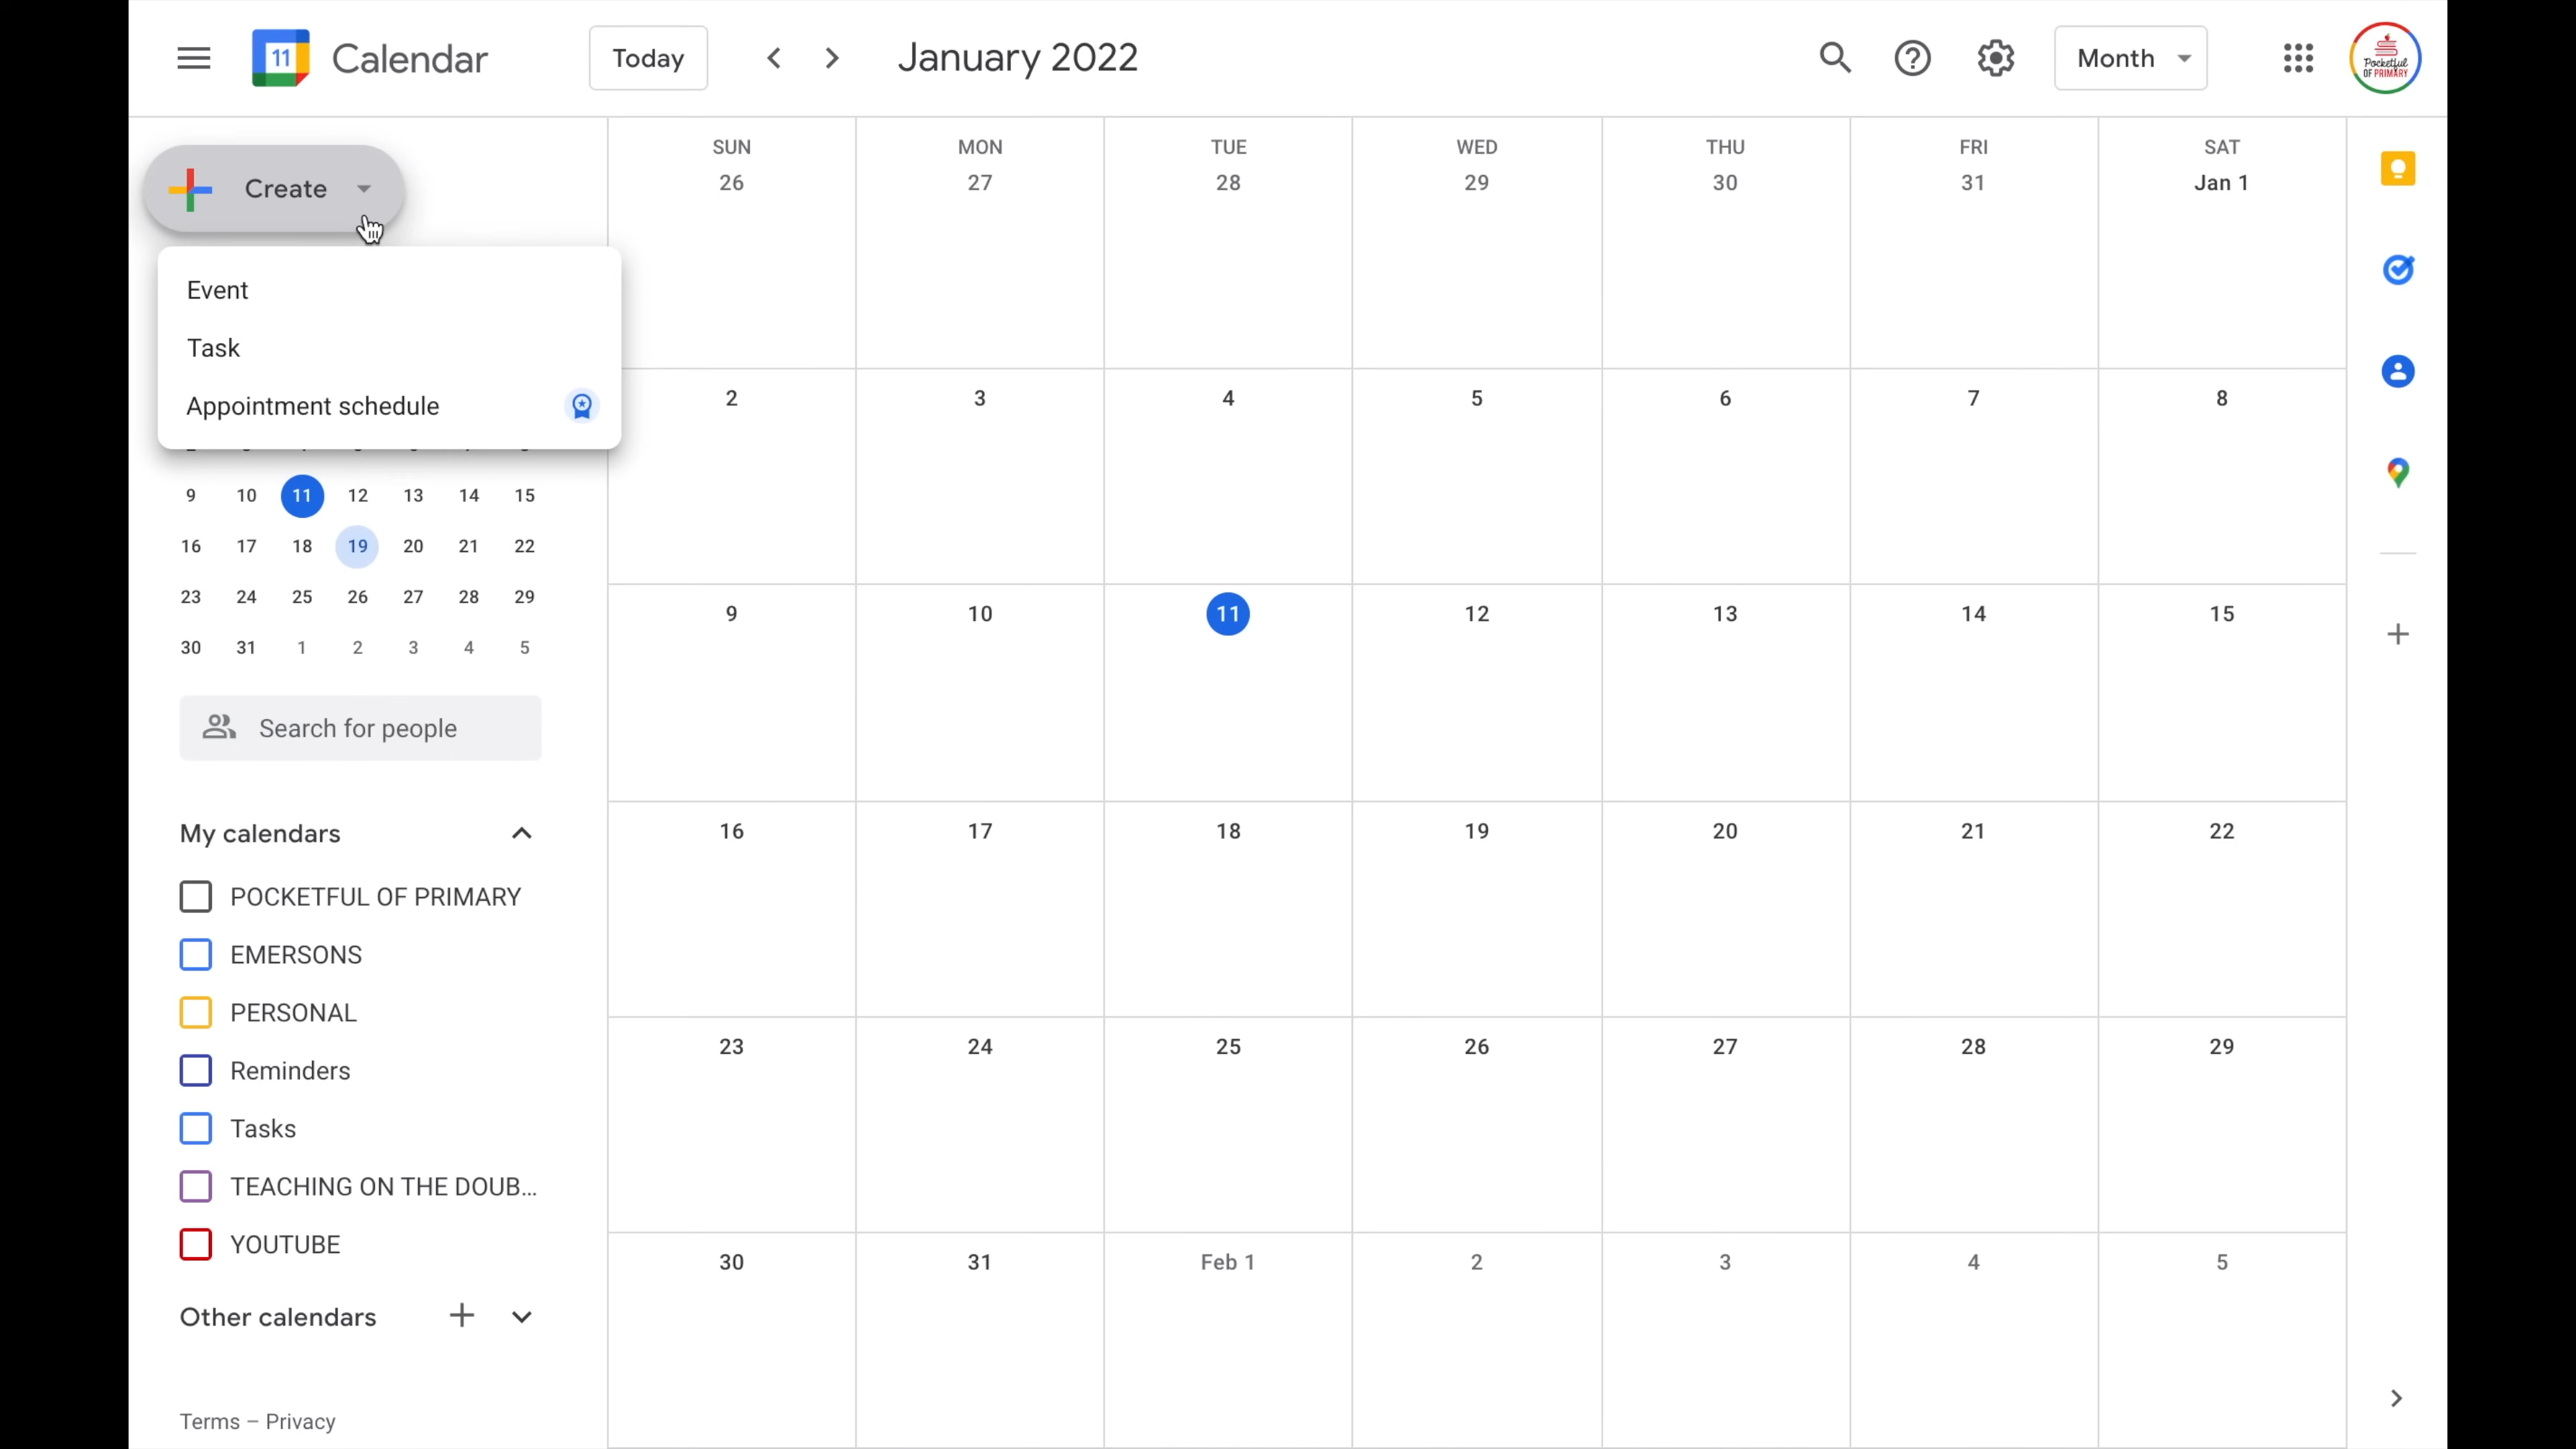 11 Calendar Today January 2022 Month Pocketful OF PRIMARY
Create
Event
Task
Appointment schedule
9 10 11 12 13 14 15
16 17 18 19 20 21 22
23 24 25 26 27 28 29
30 31 1 2 3 4 5
Search for people
My calendars
POCKETFUL OF PRIMARY
EMERSONS
PERSONAL
Reminders
Tasks
TEACHING ON THE DOUB...
YOUTUBE
Other calendars
Terms – Privacy
SUN MON TUE WED THU FRI SAT
26 27 28 29 30 31 Jan 1
2 3 4 5 6 7 8
9 10 11 12 13 14 15
16 17 18 19 20 21 22
23 24 25 26 27 28 29
30 31 Feb 1 2 3 4 5